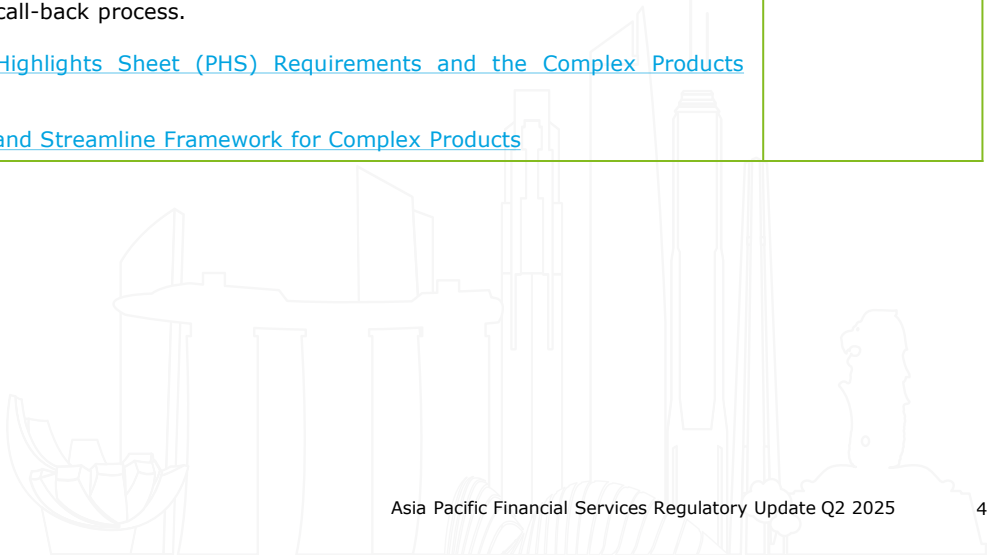 call-back process.
Highlights Sheet (PHS) Requirements and the Complex Products
and Streamline Framework for Complex Products
Asia Pacific Financial Services Regulatory Update Q2 2025 4